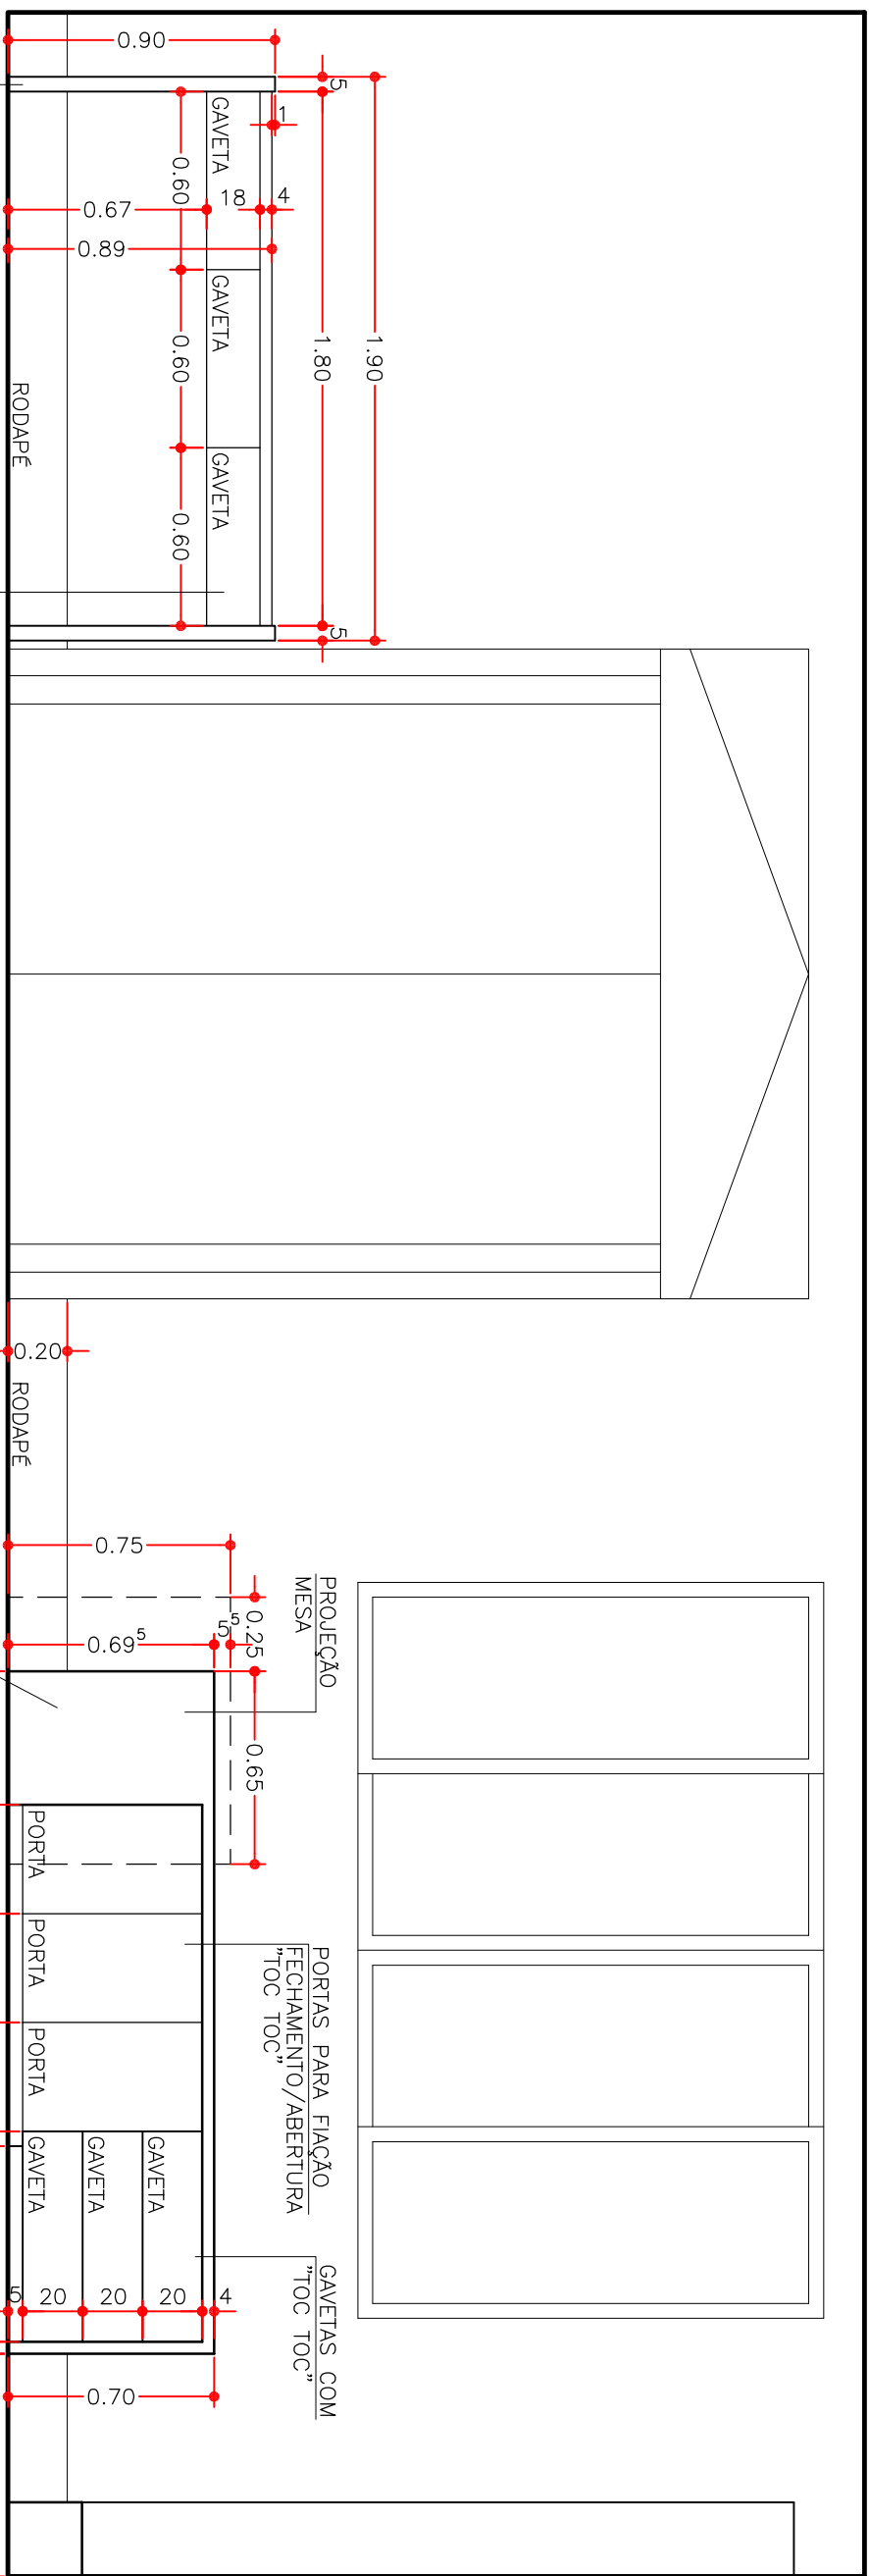 0.90
5
1
1.90
1.80
GAVETA
0.60
18
4
0.67
0.89
GAVETA
0.60
GAVETA
0.60
RODAPÉ
5
0.20
RODAPÉ
0.75
0.25
5⁵
0.69⁵
PROJEÇÃO
MESA
0.65
PORTA
PORTA
PORTA
PORTAS PARA FIAÇÃO
FECHAMENTO/ABERTURA
"TOC TOC"
GAVETA
GAVETA
GAVETA
GAVETAS COM
"TOC TOC"
5
20
20
20
4
0.70